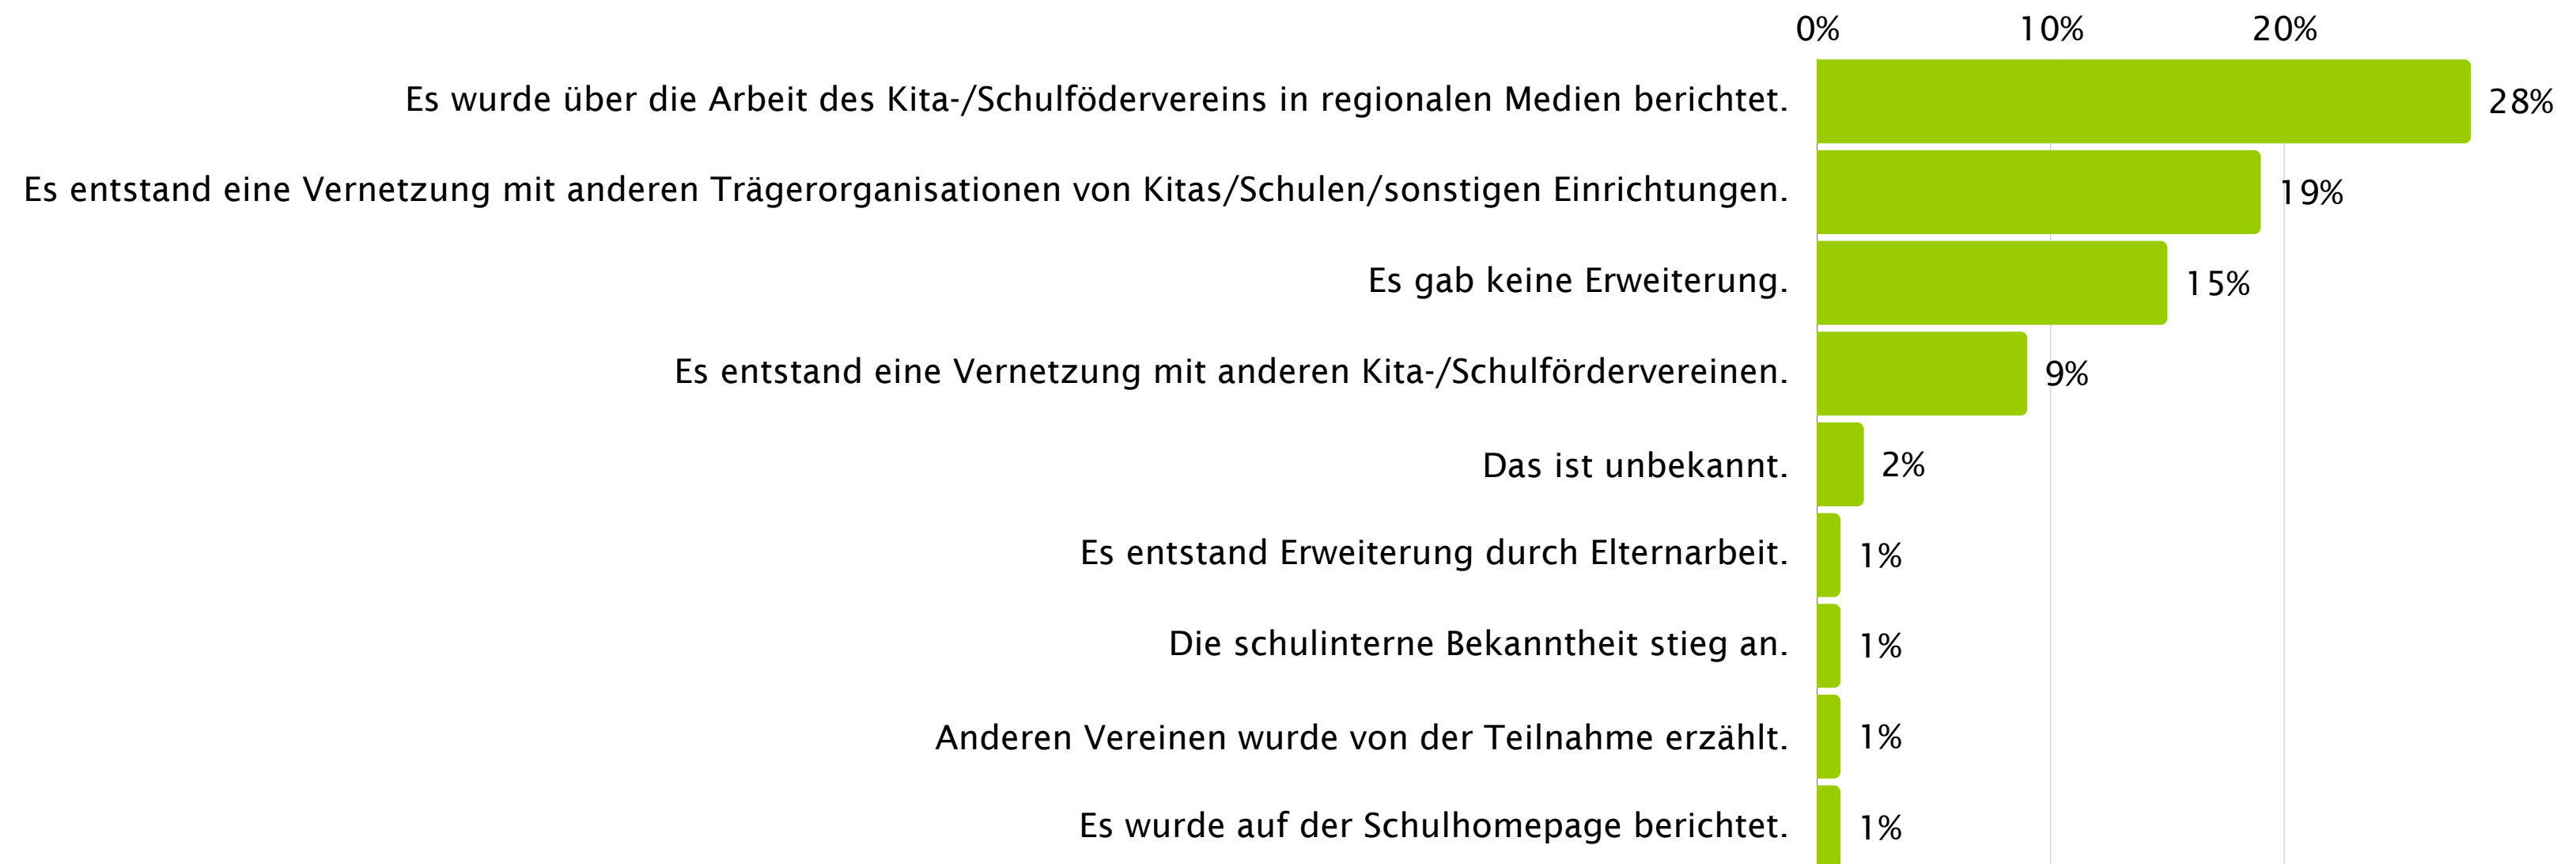 0% 10% 20%
Es wurde über die Arbeit des Kita-/Schulfödervereins in regionalen Medien berichtet. 28%
Es entstand eine Vernetzung mit anderen Trägerorganisationen von Kitas/Schulen/sonstigen Einrichtungen. 19%
Es gab keine Erweiterung. 15%
Es entstand eine Vernetzung mit anderen Kita-/Schulfördervereinen. 9%
Das ist unbekannt. 2%
Es entstand Erweiterung durch Elternarbeit. 1%
Die schulinterne Bekanntheit stieg an. 1%
Anderen Vereinen wurde von der Teilnahme erzählt. 1%
Es wurde auf der Schulhomepage berichtet. 1%